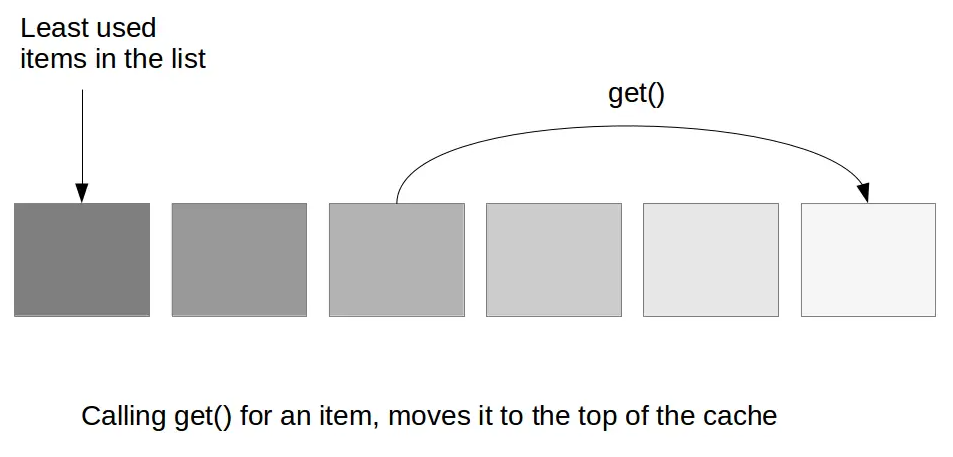 Least used
items in the list
get()
Calling get() for an item, moves it to the top of the cache